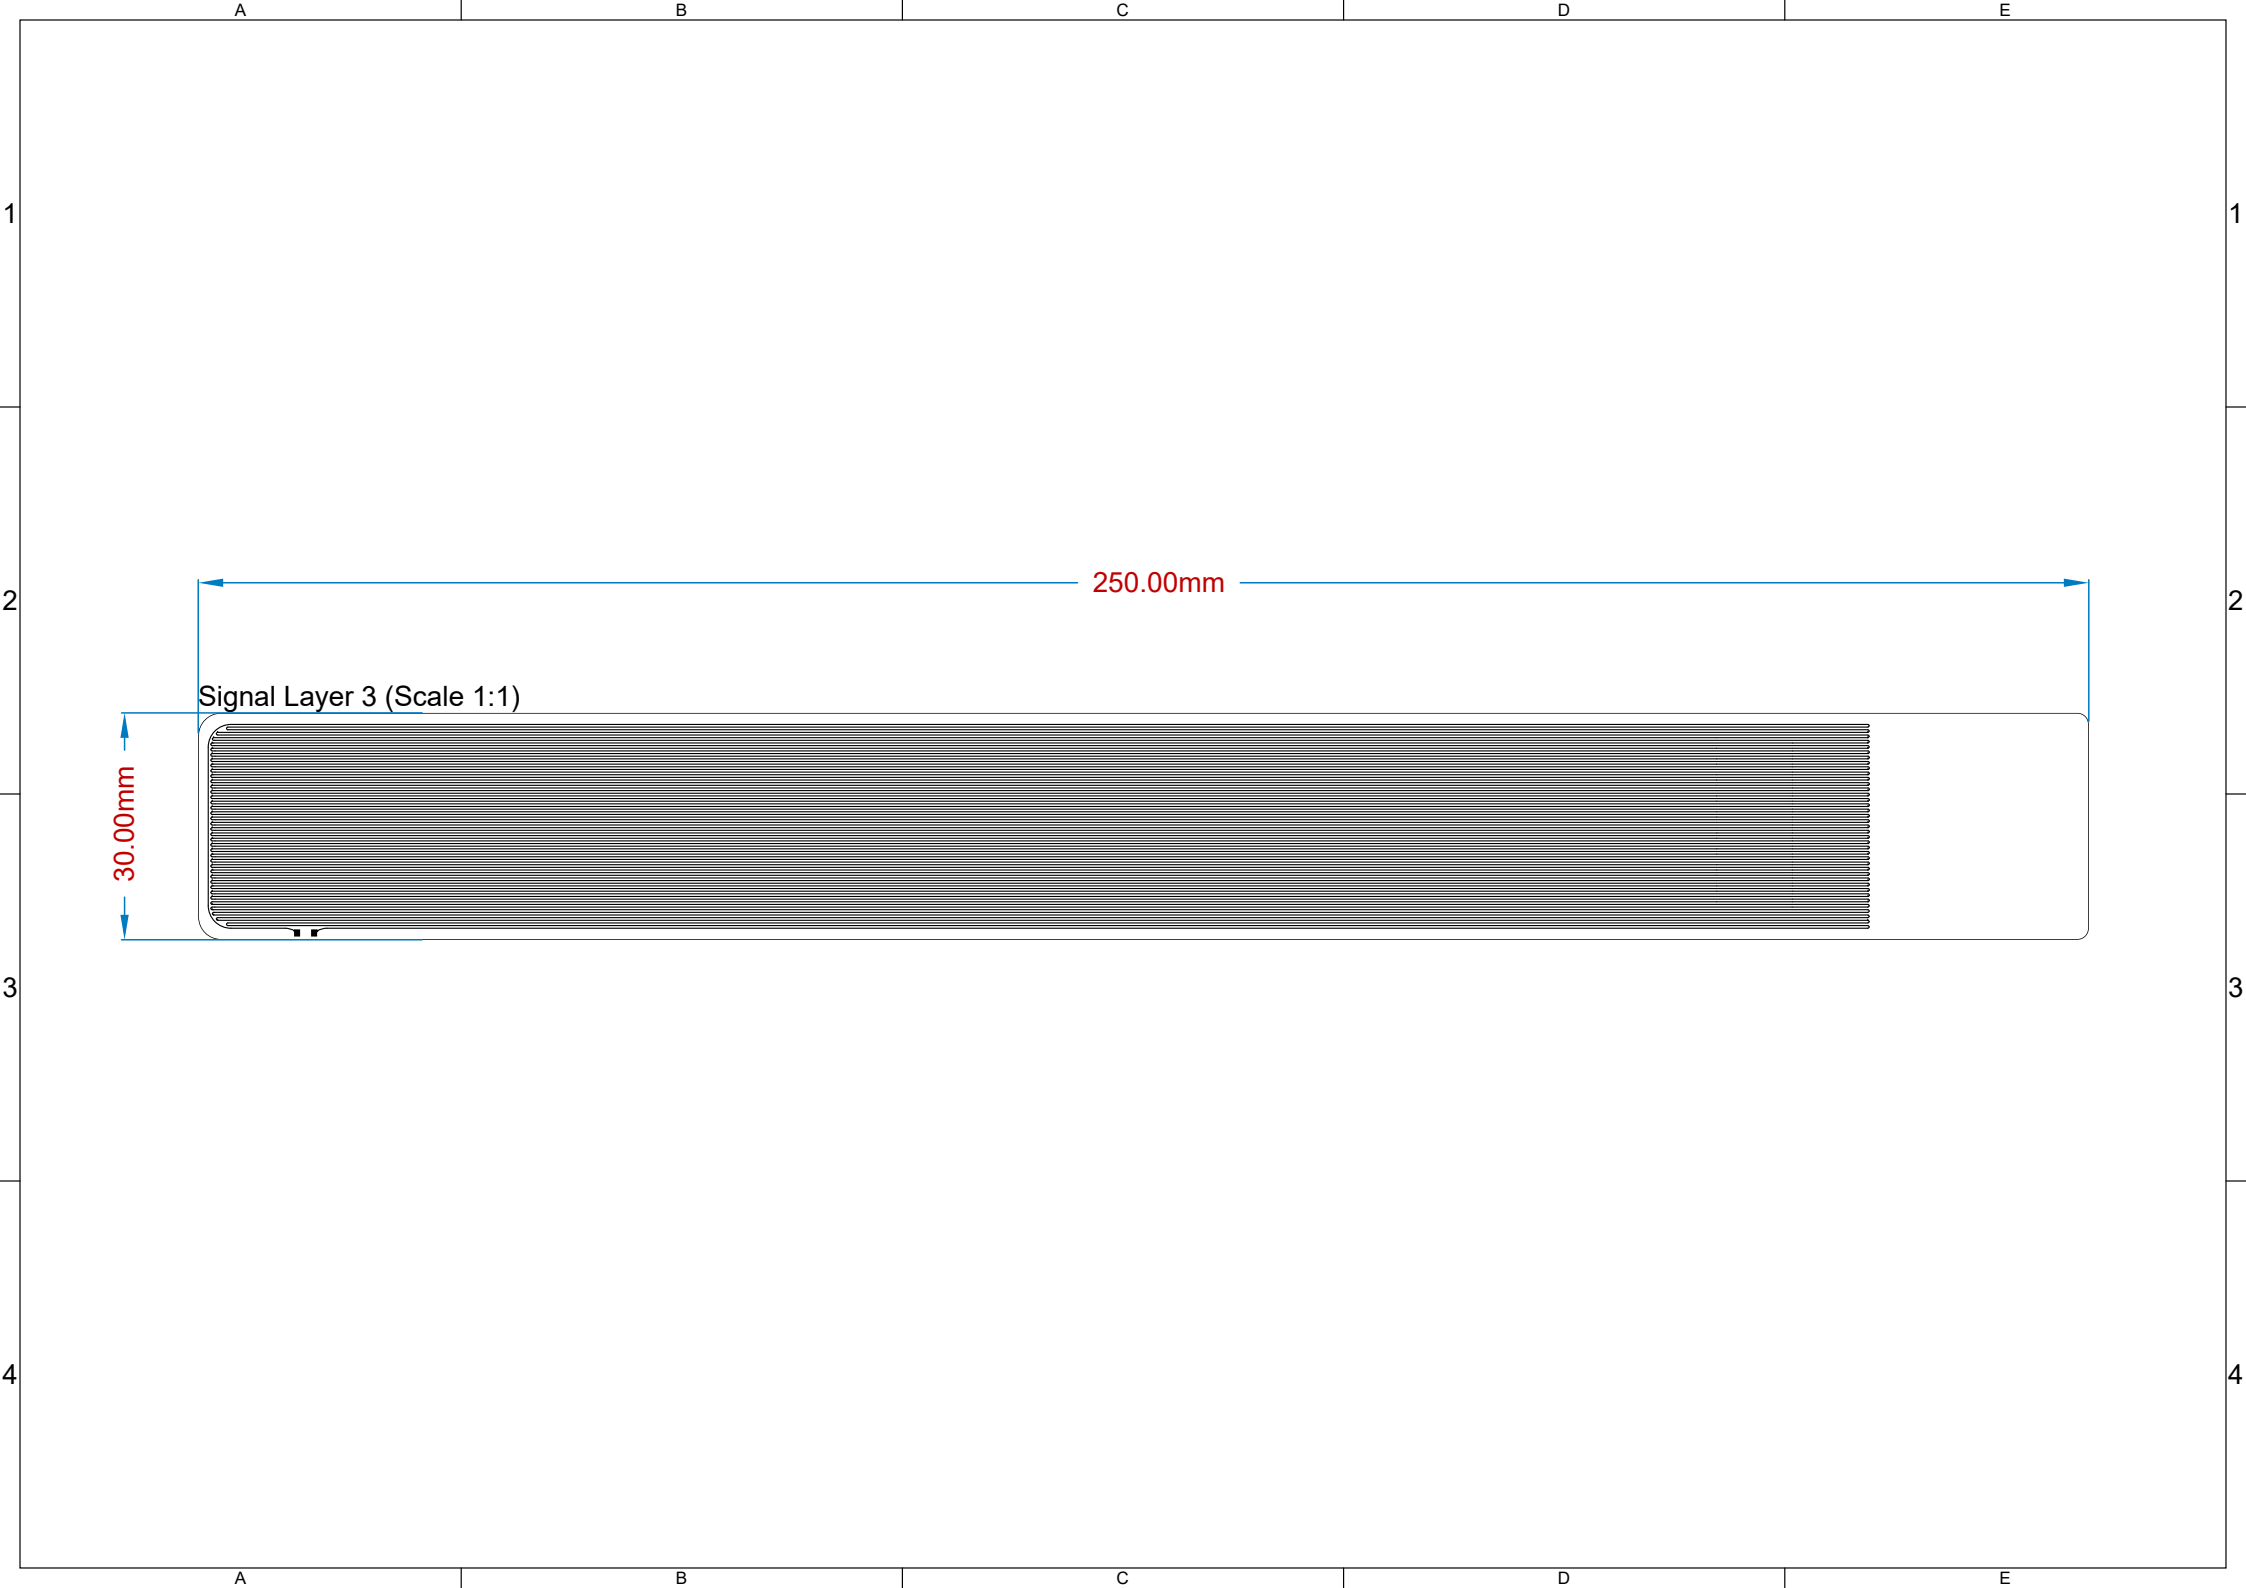 A B C D E
1 1
250.00mm
2 2
Signal Layer 3 (Scale 1:1)
30.00mm
3 3
4 4
A B C D E